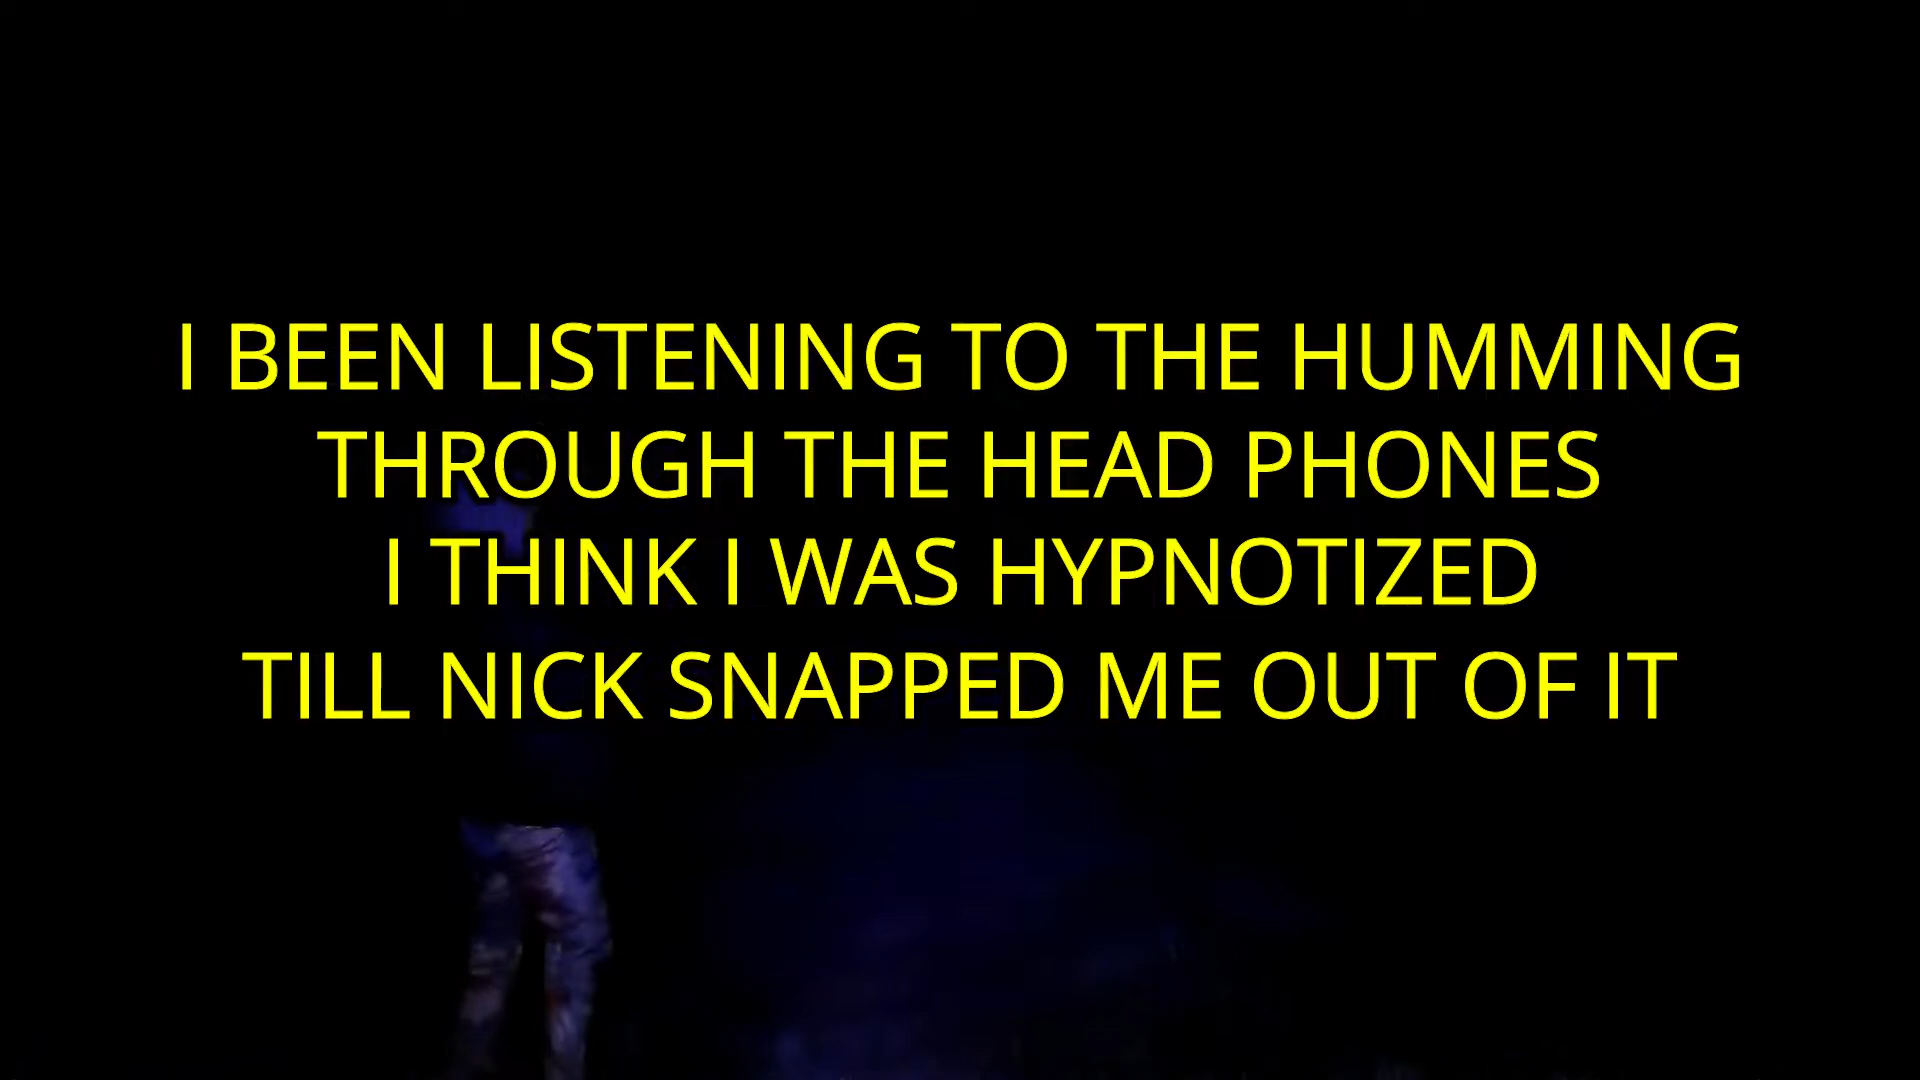 I BEEN LISTENING TO THE HUMMING
THROUGH THE HEAD PHONES
I THINK I WAS HYPNOTIZED
TILL NICK SNAPPED ME OUT OF IT